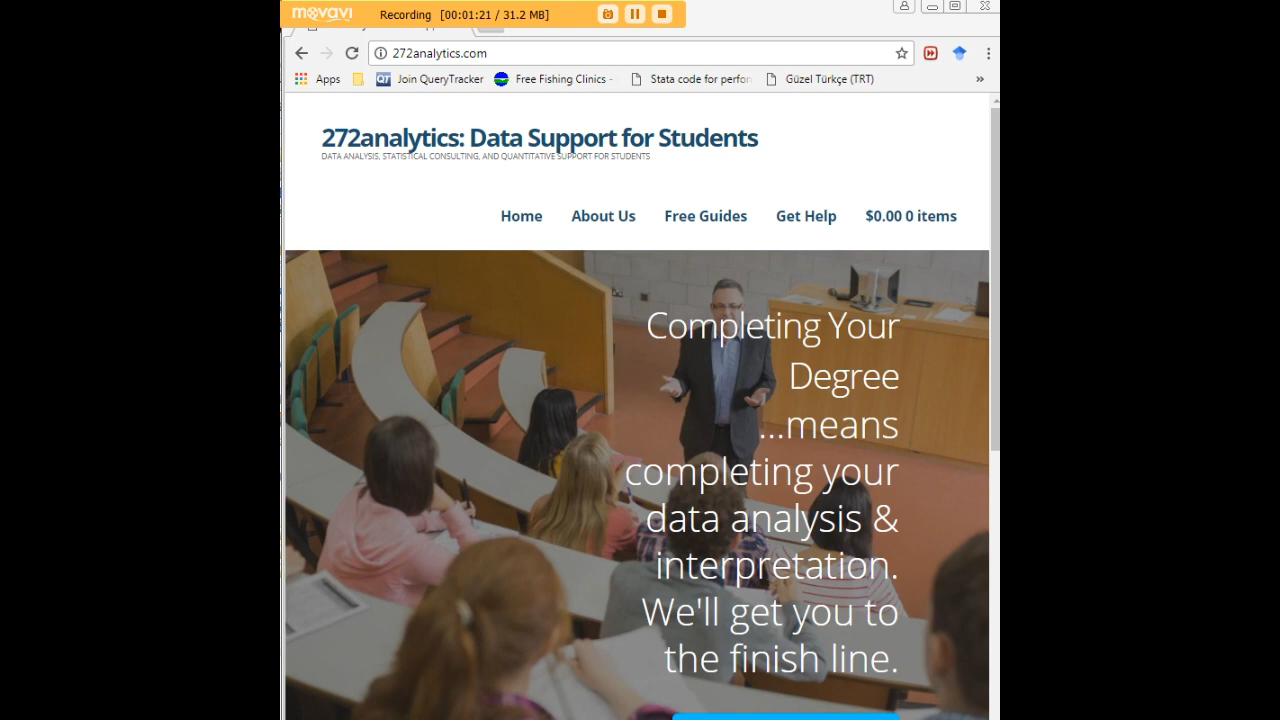 movavi
Recording [00:01:21 / 31.2 MB]
272analytics.com
Apps QT Join QueryTracker Free Fishing Clinics - Stata code for perfor Güzel Türkçe (TRT) »
272analytics: Data Support for Students
DATA ANALYSIS, STATISTICAL CONSULTING, AND QUANTITATIVE SUPPORT FOR STUDENTS
Home About Us Free Guides Get Help $0.00 0 items
Completing Your
Degree
...means
completing your
data analysis &
interpretation.
We'll get you to
the finish line.